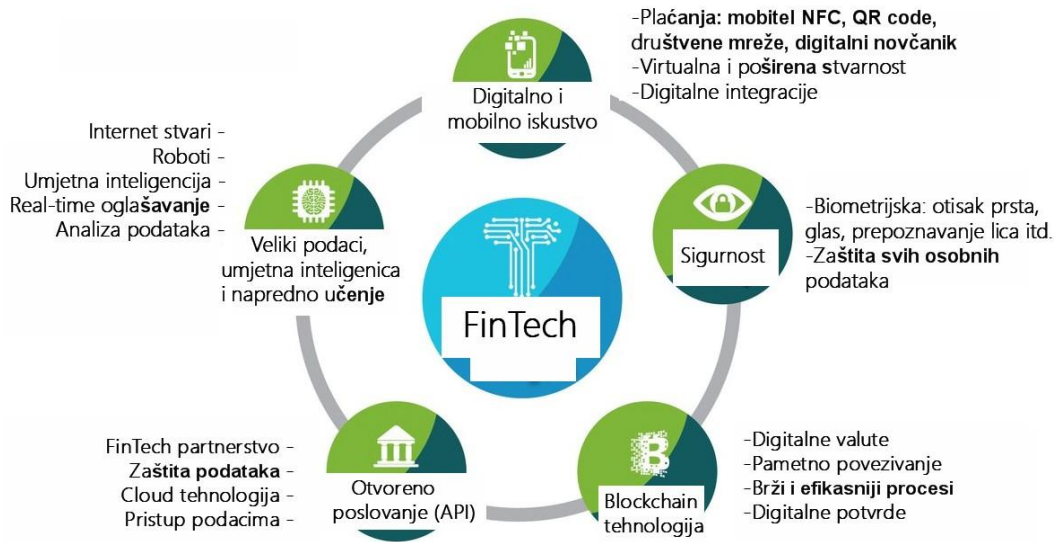 -Plaćanja: mobitel NFC, QR code,
društvene mreže, digitalni novčanik
-Virtualna i poširena stvarnost
-Digitalne integracije
Digitalno i
mobilno iskustvo
Internet stvari -
Roboti -
Umjetna inteligencija -
Real-time oglašavanje -
Analiza podataka -
Veliki podaci,
umjetna inteligenica
i napredno učenje
Sigurnost
-Biometrijska: otisak prsta,
glas, prepoznavanje lica itd.
-Zaštita svih osobnih
podataka
FinTech
FinTech partnerstvo -
Zaštita podataka -
Cloud tehnologija -
Pristup podacima -
Otvoreno
poslovanje (API)
Blockchain
tehnologija
-Digitalne valute
-Pametno povezivanje
-Brži i efikasniji procesi
-Digitalne potvrde